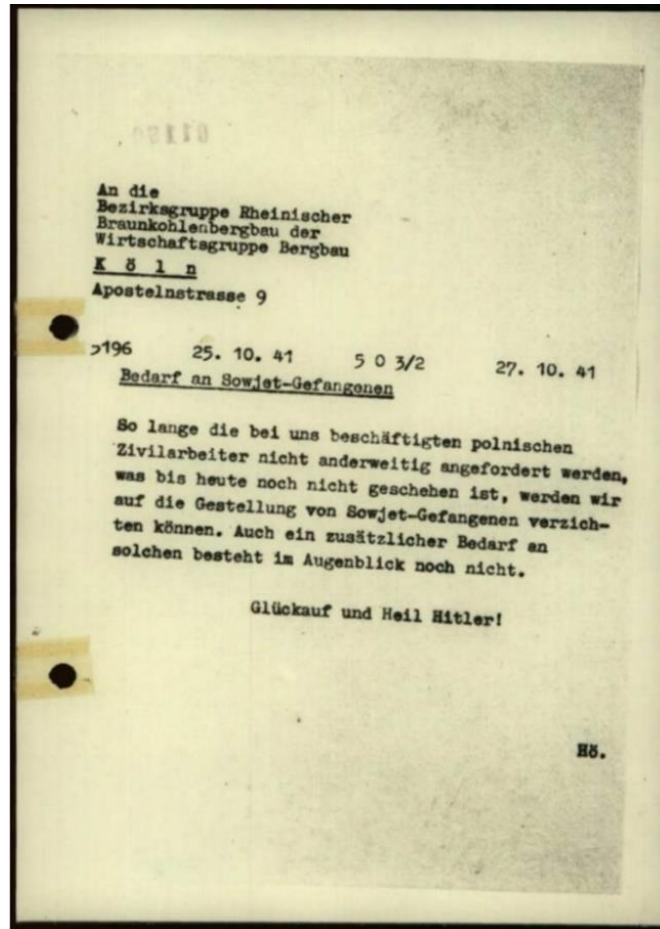 An die
Bezirksgruppe Rheinischer
Braunkohlenbergbau der
Wirtschaftsgruppe Bergbau
K ö l n
Apostelnstrasse 9
5196 25. 10. 41 5 0 3/2 27. 10. 41
Bedarf an Sowjet-Gefangenen
So lange die bei uns beschäftigten polnischen
Zivilarbeiter nicht anderweitig angefordert werden,
was bis heute noch nicht geschehen ist, werden wir
auf die Gestellung von Sowjet-Gefangenen verzich-
ten können. Auch ein zusätzlicher Bedarf an
solchen besteht im Augenblick noch nicht.
Glückauf und Heil Hitler!
Hö.